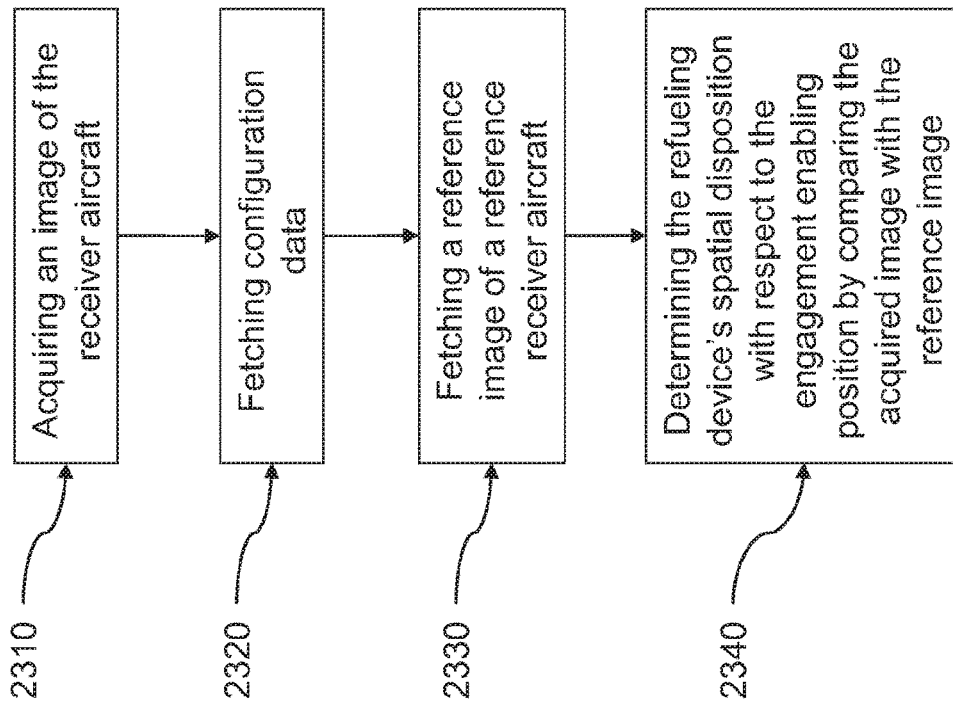 2310
Acquiring an image of the
receiver aircraft
2320
Fetching configuration
data
2330
Fetching a reference
image of a reference
receiver aircraft
2340
Determining the refueling
device's spatial disposition
with respect to the
engagement enabling
position by comparing the
acquired image with the
reference image